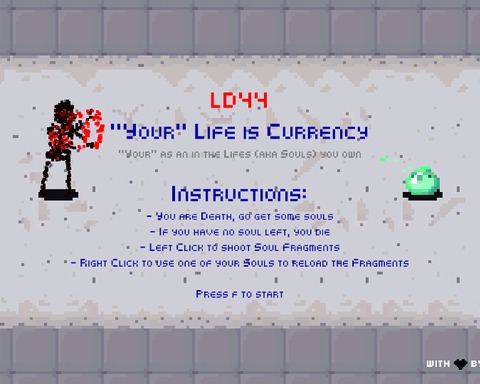 LD44
"Your" Life is Currency
"Your" as an in the Lifes (aka Souls) you own
Instructions:
- You are Death, go get some souls
- If you have no soul left, you die
- Left Click to shoot Soul Fragments
- Right Click to use one of your Souls to reload the Fragments
Press F to start
with
by